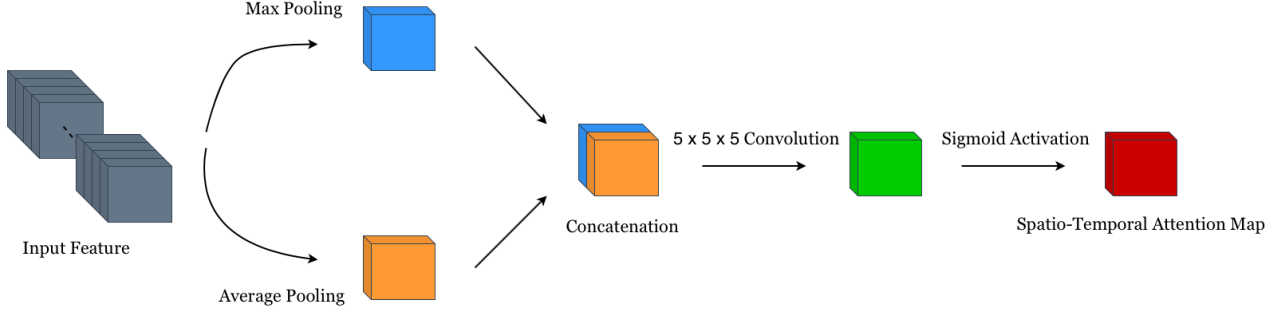 Max Pooling
Input Feature
Average Pooling
Concatenation
5 x 5 x 5 Convolution
Sigmoid Activation
Spatio-Temporal Attention Map